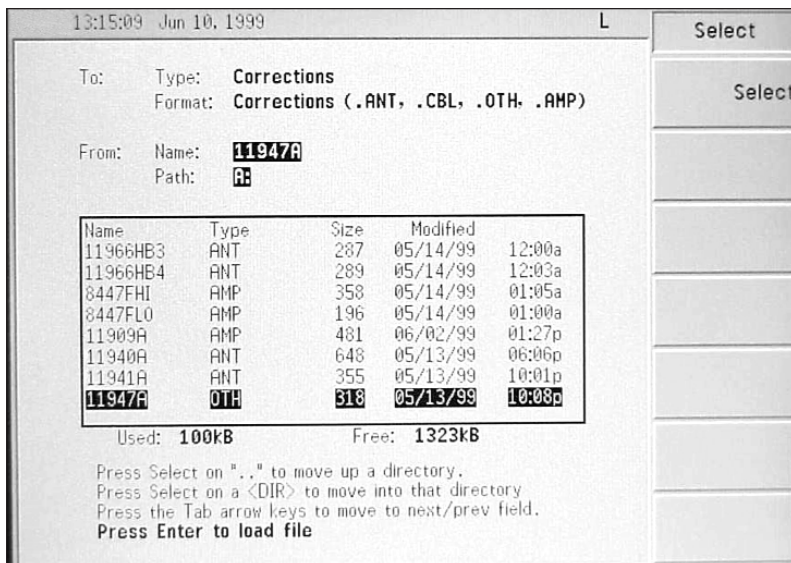 13:15:09 Jun 10, 1999 L
Select
Select
To: Type: Corrections
Format: Corrections (.ANT, .CBL, .OTH, .AMP)
From: Name: 11947A
Path: A:
Name Type Size Modified
11966HB3 ANT 287 05/14/99 12:00a
11966HB4 ANT 289 05/14/99 12:03a
8447FHI AMP 358 05/14/99 01:05a
8447FLO AMP 196 05/14/99 01:00a
11909A AMP 481 06/02/99 01:27p
11940A ANT 648 05/13/99 06:06p
11941A ANT 355 05/13/99 10:01p
11947A OTH 318 05/13/99 10:08p
Used: 100kB Free: 1323kB
Press Select on ".." to move up a directory.
Press Select on a <DIR> to move into that directory
Press the Tab arrow keys to move to next/prev field.
Press Enter to load file